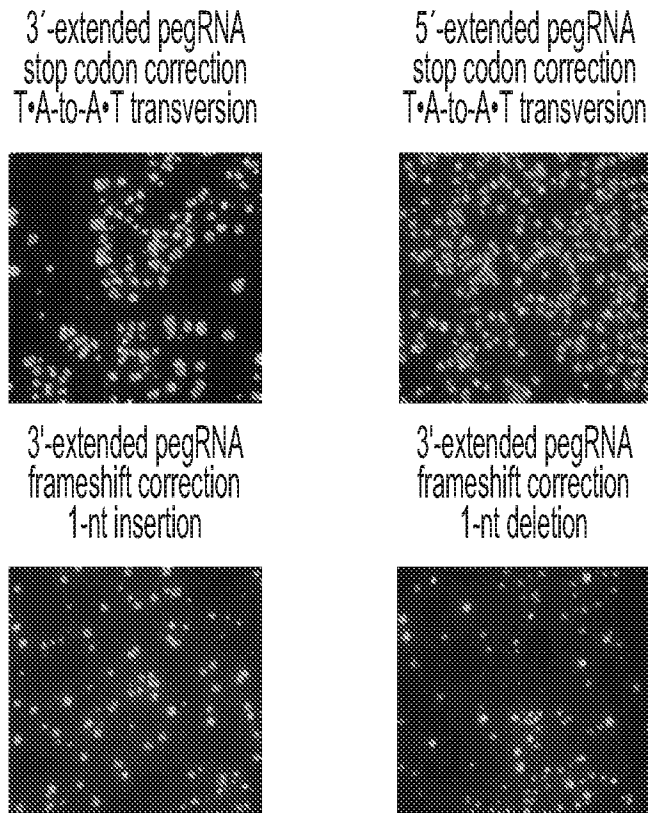 3´-extended pegRNA
stop codon correction
T•A-to-A•T transversion
5´-extended pegRNA
stop codon correction
T•A-to-A•T transversion
3'-extended pegRNA
frameshift correction
1-nt insertion
3'-extended pegRNA
frameshift correction
1-nt deletion